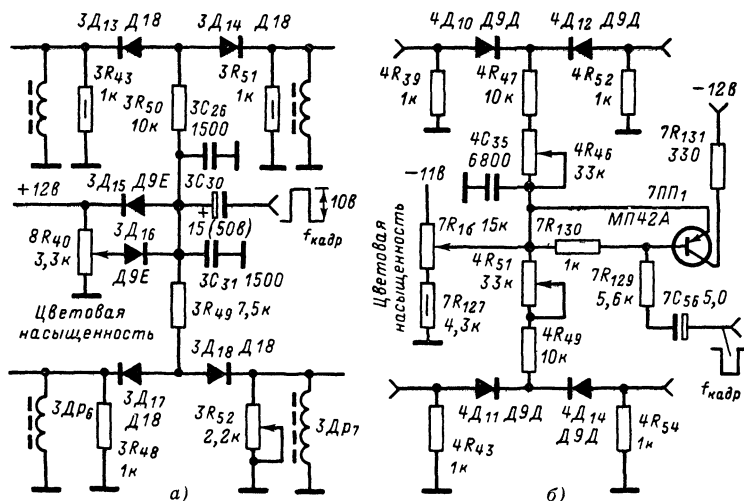 3Д13 Д18
3Д14 Д18
3R43
1к
3R50
10к
3C26
1500
3R51
1к
+12в
3Д15 Д9Е
3C30
+
15 (50в)
10в
fкадр
8R40
3,3к
3Д16
Д9Е
3C31 1500
Цветовая
насыщенность
3R49 7,5к
3Д18 Д18
3Др6
3Д17
Д18
3R48
1к
3R52
2,2к
3Др7
а)
4Д10 Д9Д
4Д12 Д9Д
4R39
1к
4R47
10к
4R52
1к
-12в
7R131
330
4C35
6800
4R46
33к
-11в
7ПП1
МП42А
7R16 15к
7R130
1к
Цветовая
насыщенность
4R51
33к
7R129
5,6к
7C56 5,0
7R127
4,3к
4R49
10к
fкадр
4Д11 Д9Д
4Д14
Д9Д
4R43
1к
4R54
1к
б)